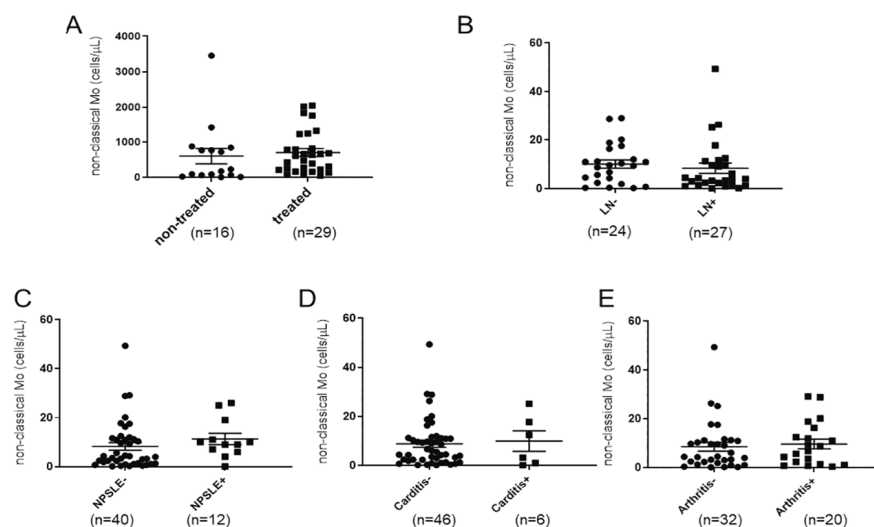 A
non-classical Mo (cells/μL)
4000
3000
2000
1000
0
non-treated
treated
(n=16)
(n=29)
B
non-classical Mo (cells/μL)
60
40
20
0
LN-
LN+
(n=24)
(n=27)
C
non-classical Mo (cells/μL)
60
40
20
0
NPSLE-
NPSLE+
(n=40)
(n=12)
D
non-classical Mo (cells/μL)
60
40
20
0
Carditis-
Carditis+
(n=46)
(n=6)
E
non-classical Mo (cells/μL)
60
40
20
0
Arthritis-
Arthritis+
(n=32)
(n=20)